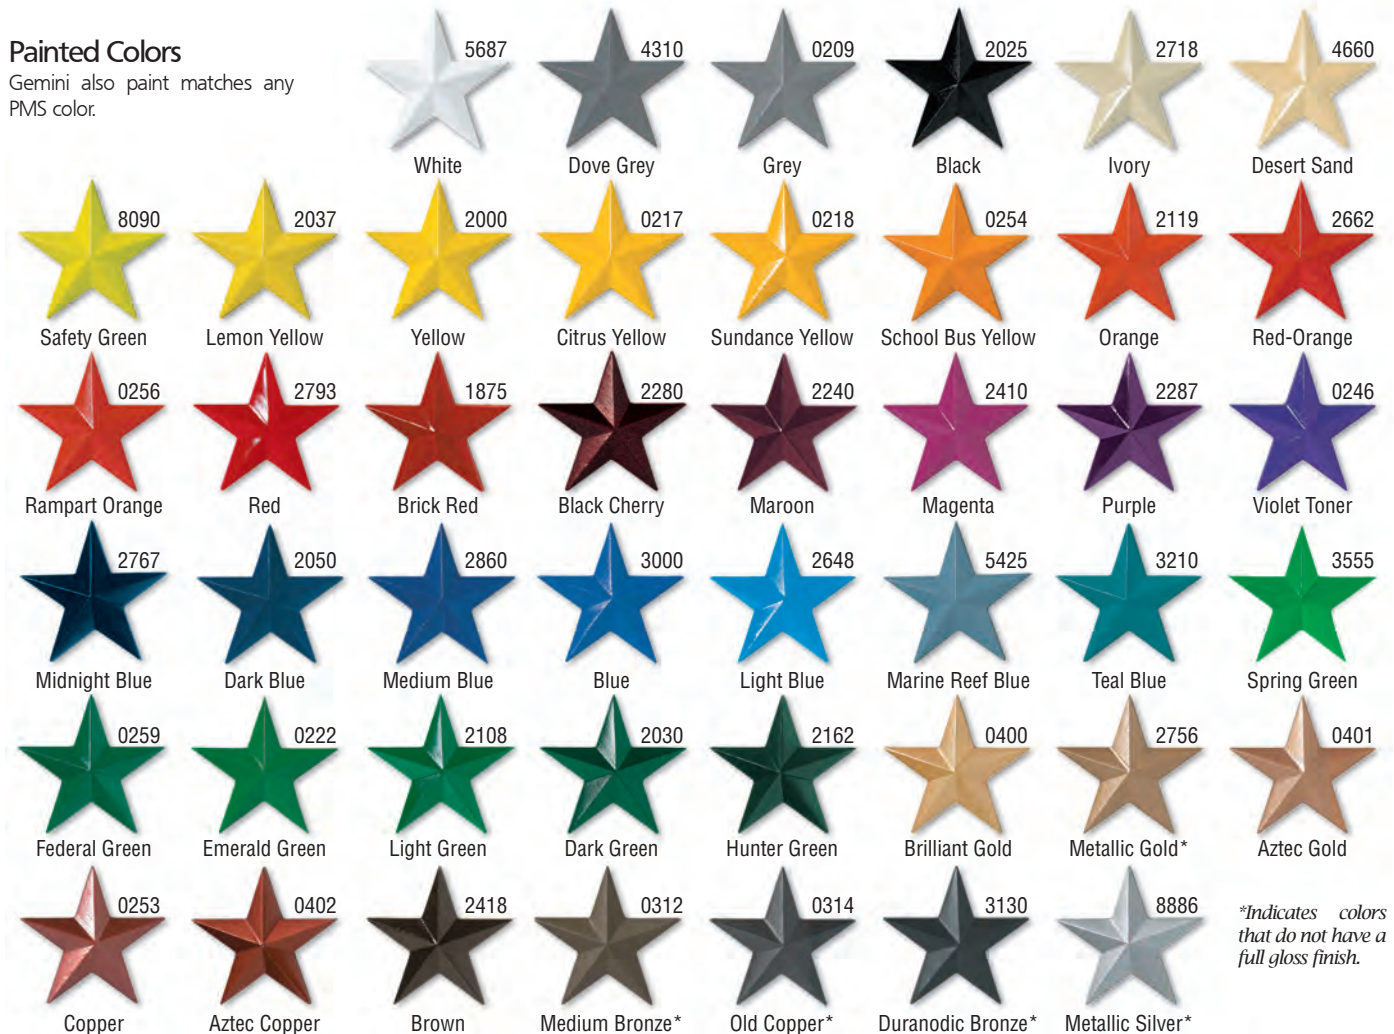 Painted Colors
Gemini also paint matches any
PMS color.
5687 4310 0209 2025 2718 4660
White Dove Grey Grey Black Ivory Desert Sand
8090 2037 2000 0217 0218 0254 2119 2662
Safety Green Lemon Yellow Yellow Citrus Yellow Sundance Yellow School Bus Yellow Orange Red-Orange
0256 2793 1875 2280 2240 2410 2287 0246
Rampart Orange Red Brick Red Black Cherry Maroon Magenta Purple Violet Toner
2767 2050 2860 3000 2648 5425 3210 3555
Midnight Blue Dark Blue Medium Blue Blue Light Blue Marine Reef Blue Teal Blue Spring Green
0259 0222 2108 2030 2162 0400 2756 0401
Federal Green Emerald Green Light Green Dark Green Hunter Green Brilliant Gold Metallic Gold* Aztec Gold
0253 0402 2418 0312 0314 3130 8886
Copper Aztec Copper Brown Medium Bronze* Old Copper* Duranodic Bronze* Metallic Silver*
*Indicates colors
that do not have a
full gloss finish.